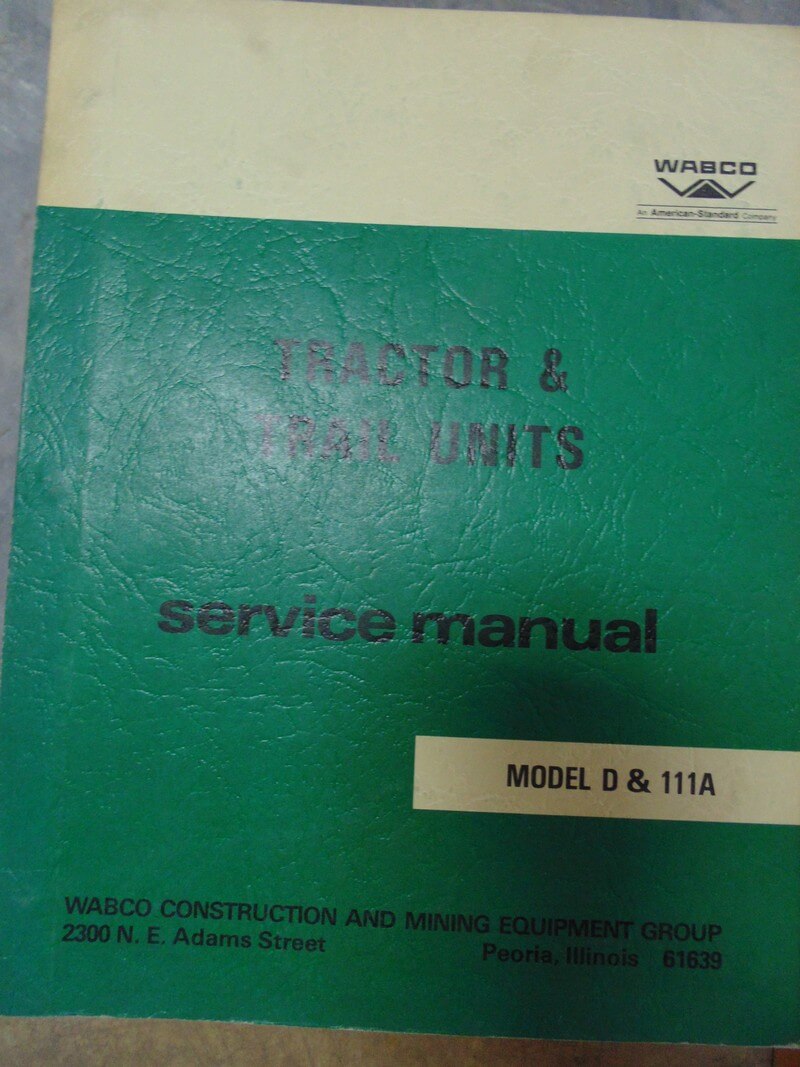 WABCO
An American-Standard Company
TRACTOR &
TRAIL UNITS
service manual
MODEL D & 111A
WABCO CONSTRUCTION AND MINING EQUIPMENT GROUP
2300 N. E. Adams Street Peoria, Illinois 61639